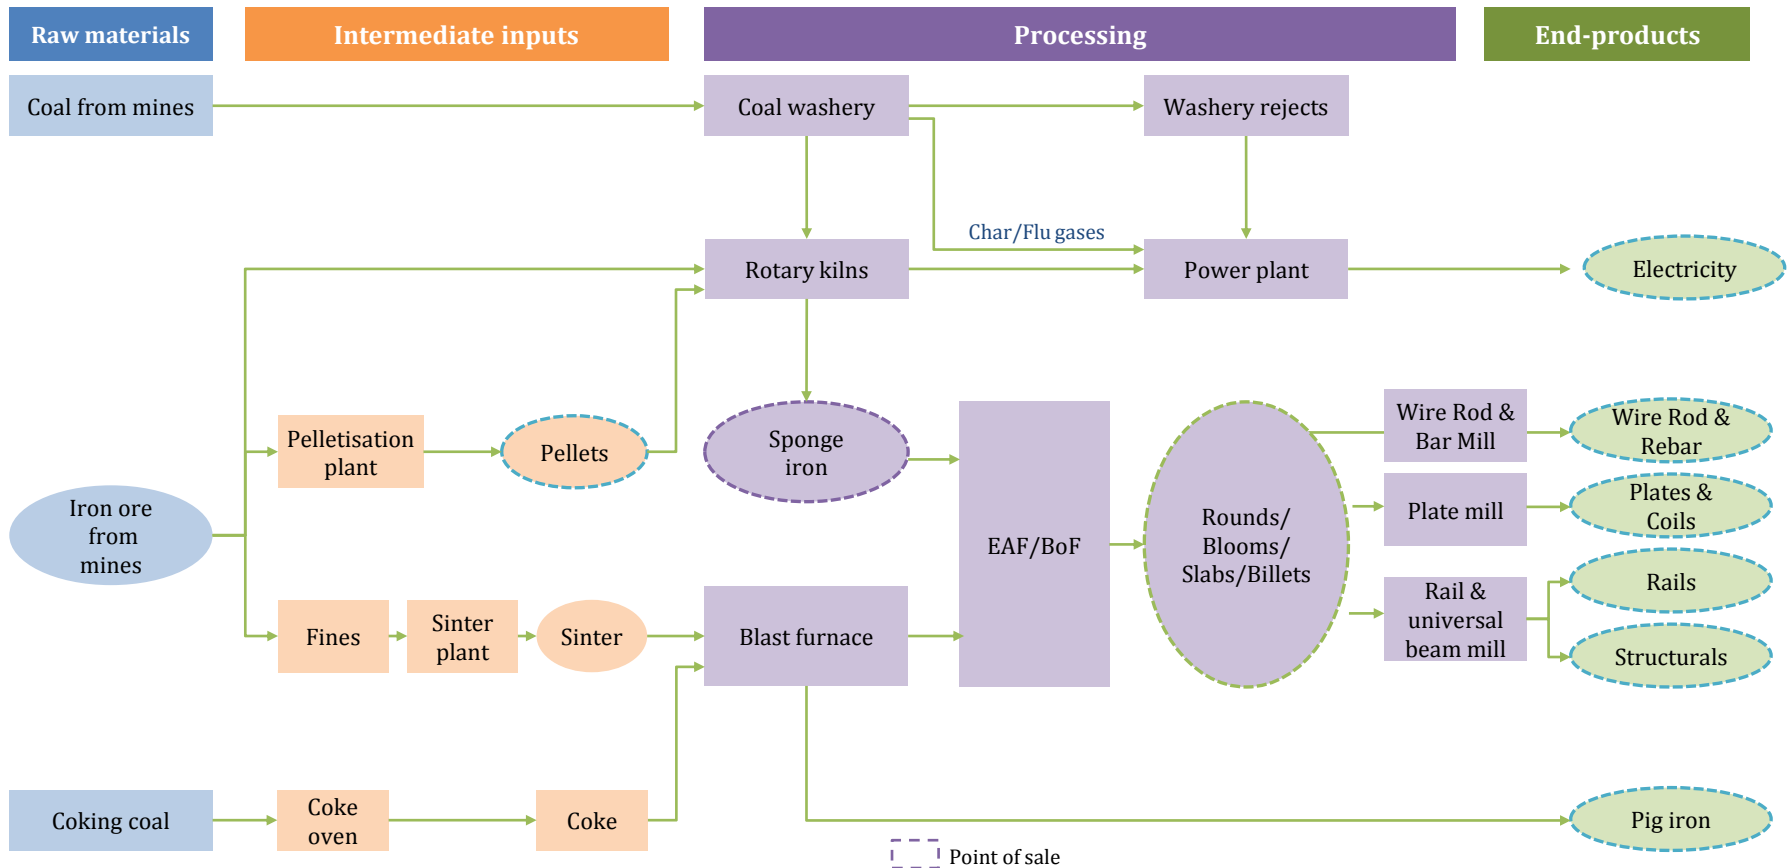 Raw materials
Intermediate inputs
Processing
End-products
Coal from mines
Coal washery
Washery rejects
Char/Flu gases
Rotary kilns
Power plant
Electricity
Pelletisation
plant
Pellets
Sponge
iron
Wire Rod &
Bar Mill
Wire Rod &
Rebar
Iron ore
from
mines
EAF/BoF
Rounds/
Blooms/
Slabs/Billets
Plate mill
Plates &
Coils
Fines
Sinter
plant
Sinter
Blast furnace
Rail &
universal
beam mill
Rails
Structurals
Coking coal
Coke
oven
Coke
Pig iron
Point of sale